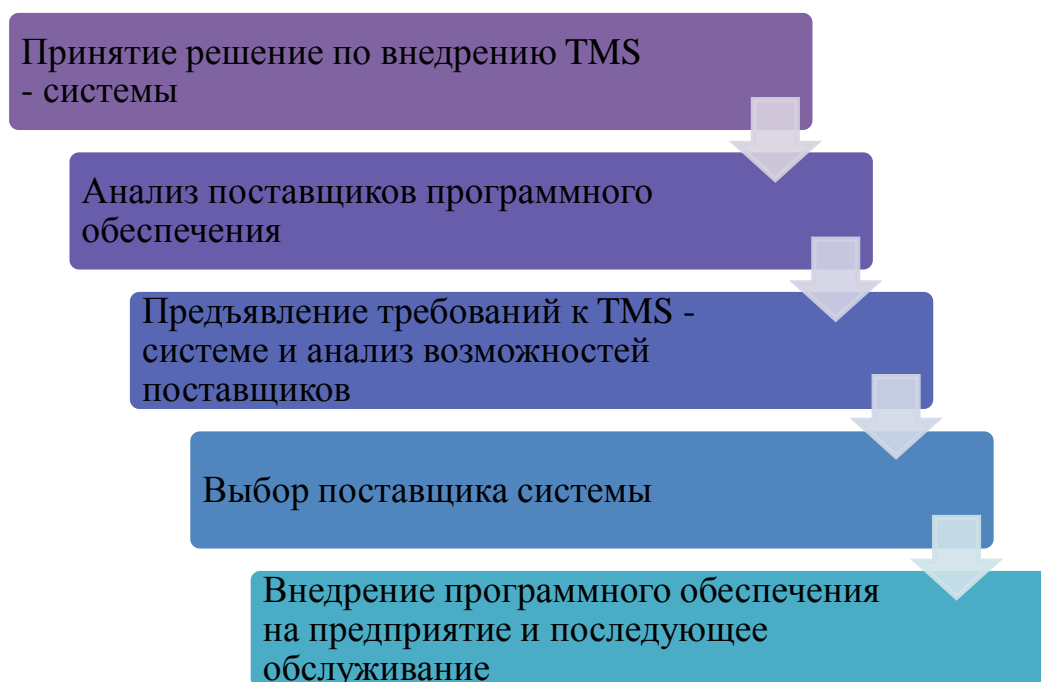 Принятие решение по внедрению TMS
- системы
Анализ поставщиков программного
обеспечения
Предъявление требований к TMS -
системе и анализ возможностей
поставщиков
Выбор поставщика системы
Внедрение программного обеспечения
на предприятие и последующее
обслуживание